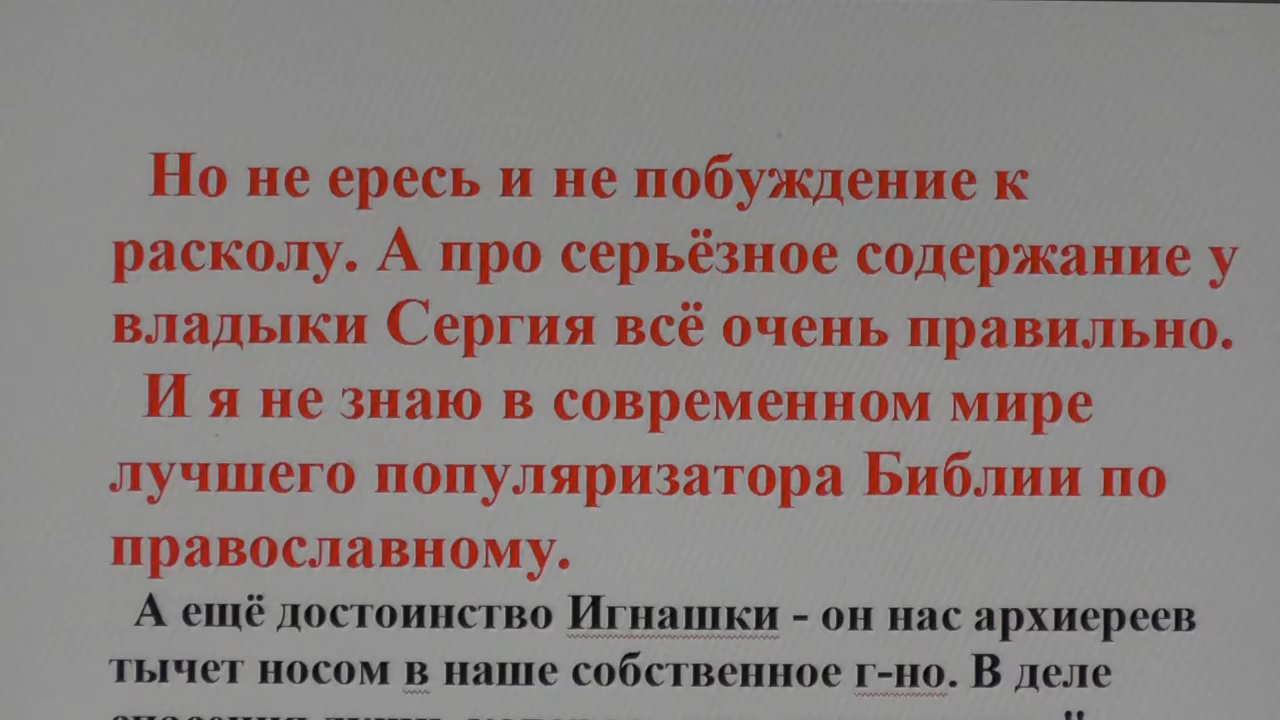 Но не ересь и не побуждение к
расколу. А про серьёзное содержание у
владыки Сергия всё очень правильно.
И я не знаю в современном мире
лучшего популяризатора Библии по
православному.
А ещё достоинство Игнашки - он нас архиереев
тычет носом в наше собственное г-но. В деле